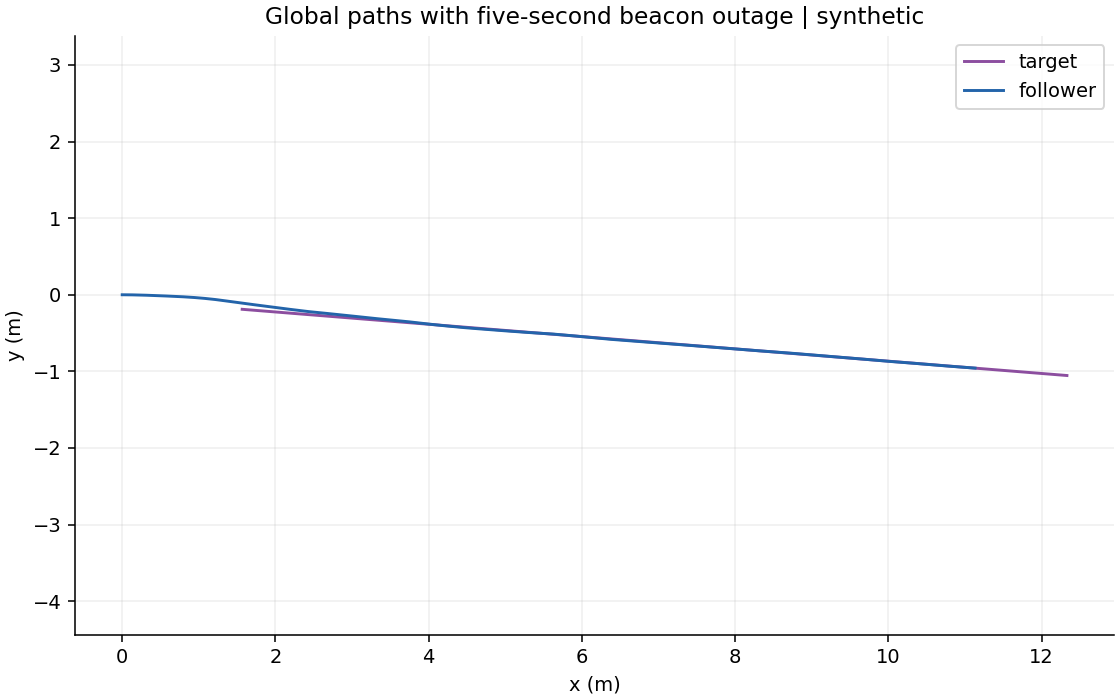 Global paths with five-second beacon outage | synthetic
target
follower
3
2
1
0
−1
−2
−3
−4
y (m)
0 2 4 6 8 10 12
x (m)